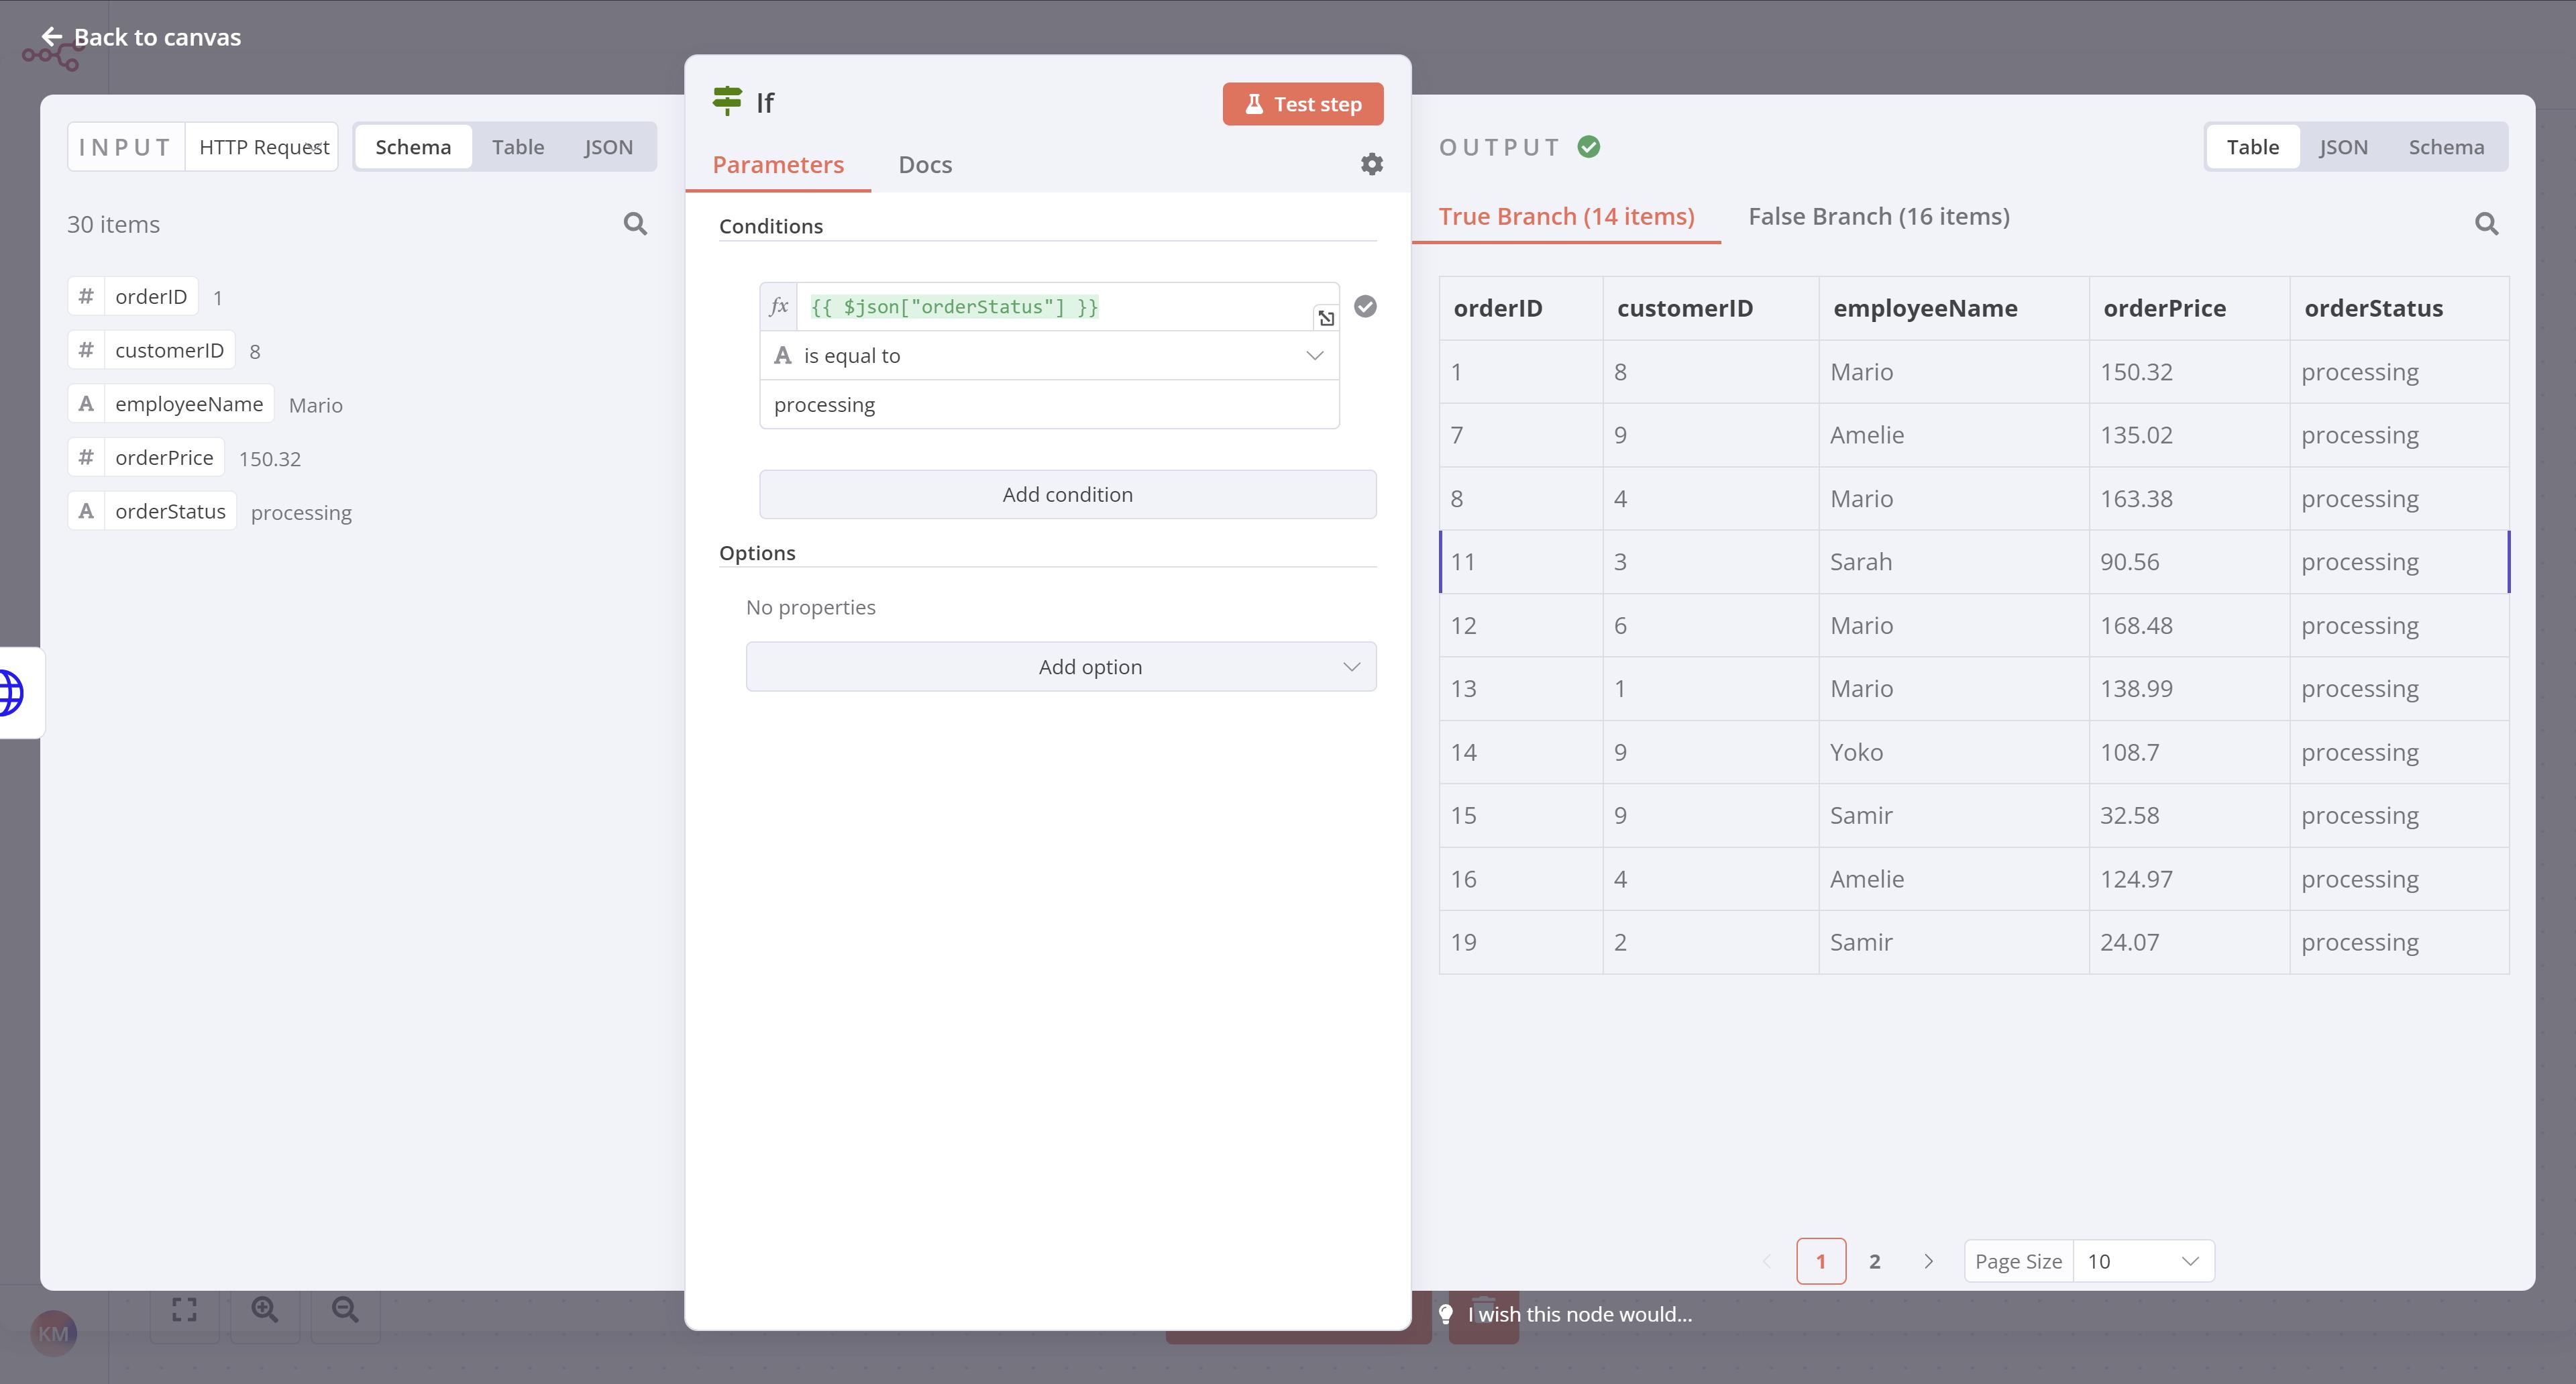 Back to canvas
INPUT HTTP Request Schema Table JSON
30 items
# orderID 1
# customerID 8
A employeeName Mario
# orderPrice 150.32
A orderStatus processing
If Test step
Parameters Docs
Conditions
fx {{ $json["orderStatus"] }}
A is equal to
processing
Add condition
Options
No properties
Add option
OUTPUT Table JSON Schema
True Branch (14 items) False Branch (16 items)
orderID customerID employeeName orderPrice orderStatus
1 8 Mario 150.32 processing
7 9 Amelie 135.02 processing
8 4 Mario 163.38 processing
11 3 Sarah 90.56 processing
12 6 Mario 168.48 processing
13 1 Mario 138.99 processing
14 9 Yoko 108.7 processing
15 9 Samir 32.58 processing
16 4 Amelie 124.97 processing
19 2 Samir 24.07 processing
1 2 Page Size 10
I wish this node would...
KM